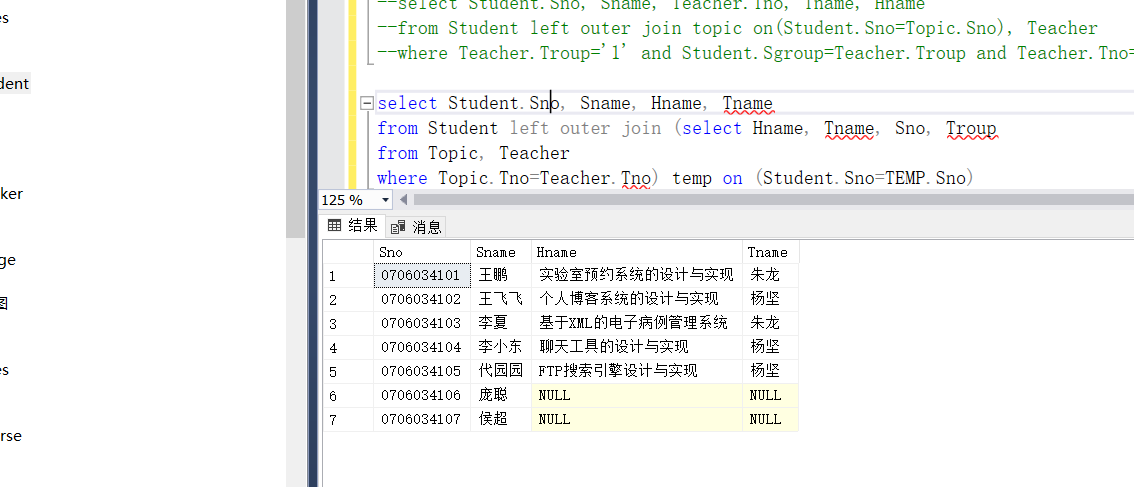 es
--select Student.Sno, Sname, Teacher.Tno, Tname, Hname
dent
--from Student left outer join topic on(Student.Sno=Topic.Sno), Teacher
--where Teacher.Troup='1' and Student.Sgroup=Teacher.Troup and Teacher.Tno=
select Student.Sno, Sname, Hname, Tname
from Student left outer join (select Hname, Tname, Sno, Troup
from Topic, Teacher
where Topic.Tno=Teacher.Tno) temp on (Student.Sno=TEMP.Sno)
ker
125 %
结果 消息
ge
图
es
rse
Sno Sname Hname Tname
1 0706034101 王鹏 实验室预约系统的设计与实现 朱龙
2 0706034102 王飞飞 个人博客系统的设计与实现 杨坚
3 0706034103 李夏 基于XML的电子病例管理系统 朱龙
4 0706034104 李小东 聊天工具的设计与实现 杨坚
5 0706034105 代园园 FTP搜索引擎设计与实现 杨坚
6 0706034106 庞聪 NULL NULL
7 0706034107 侯超 NULL NULL